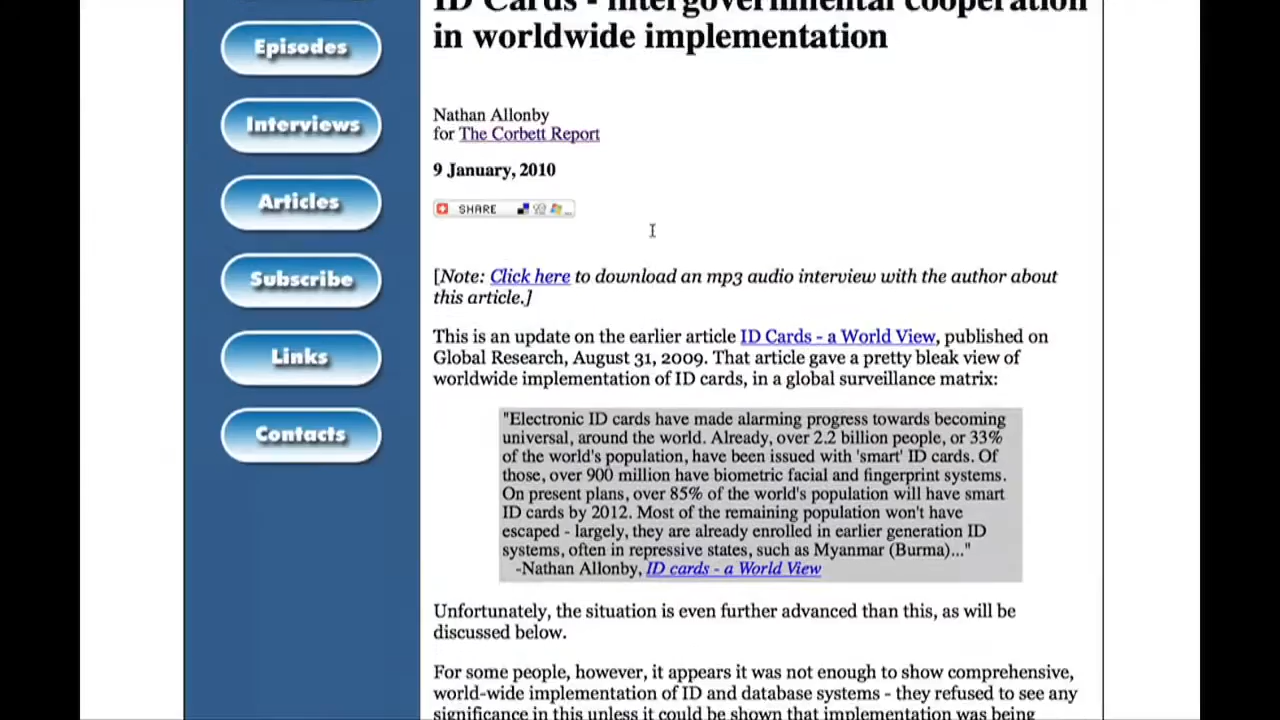 ID Cards - intergovernmental cooperation
in worldwide implementation
Episodes
Interviews
Articles
Subscribe
Links
Contacts
Nathan Allonby
for The Corbett Report
9 January, 2010
SHARE
[Note: Click here to download an mp3 audio interview with the author about
this article.]
This is an update on the earlier article ID Cards - a World View, published on
Global Research, August 31, 2009. That article gave a pretty bleak view of
worldwide implementation of ID cards, in a global surveillance matrix:
"Electronic ID cards have made alarming progress towards becoming
universal, around the world. Already, over 2.2 billion people, or 33%
of the world's population, have been issued with 'smart' ID cards. Of
those, over 900 million have biometric facial and fingerprint systems.
On present plans, over 85% of the world's population will have smart
ID cards by 2012. Most of the remaining population won't have
escaped - largely, they are already enrolled in earlier generation ID
systems, often in repressive states, such as Myanmar (Burma)..."
-Nathan Allonby, ID cards - a World View
Unfortunately, the situation is even further advanced than this, as will be
discussed below.
For some people, however, it appears it was not enough to show comprehensive,
world-wide implementation of ID and database systems - they refused to see any
significance in this unless it could be shown that implementation was being